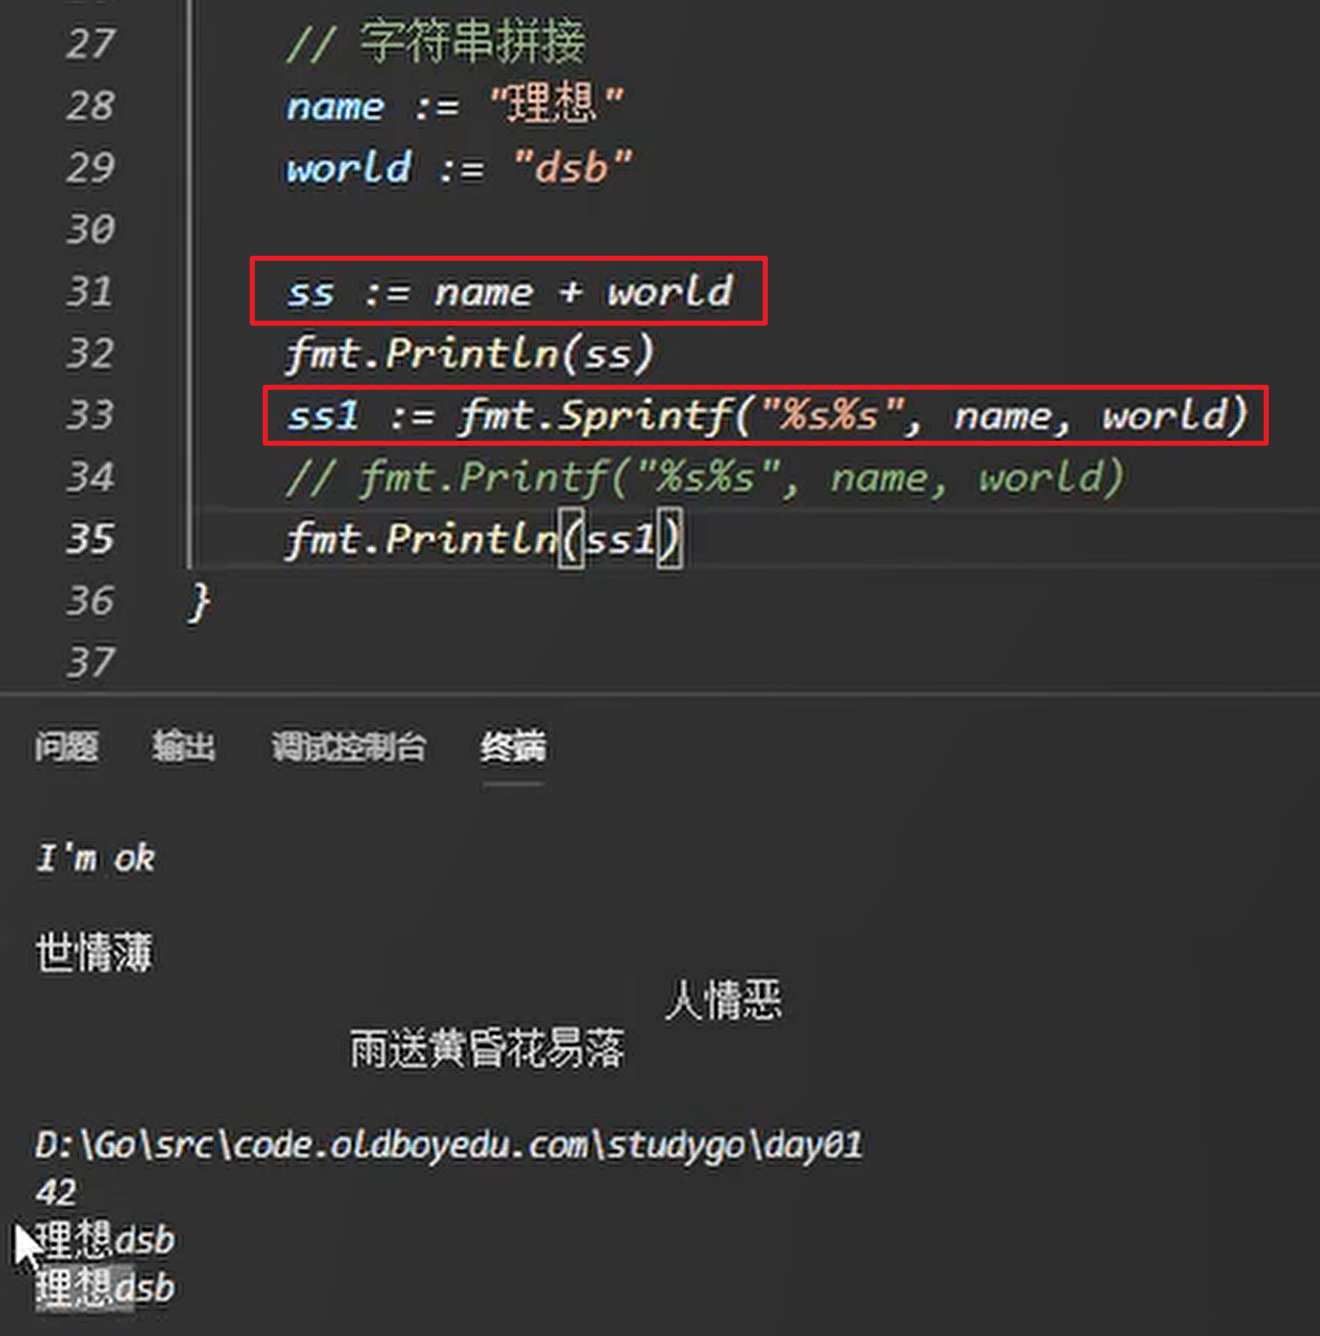 27 // 字符串拼接
28 name := "理想"
29 world := "dsb"
30
31 ss := name + world
32 fmt.Println(ss)
33 ss1 := fmt.Sprintf("%s%s", name, world)
34 // fmt.Printf("%s%s", name, world)
35 fmt.Println(ss1)
36 }
37
问题 输出 调试控制台 终端
I'm ok
世情薄
人情恶
雨送黄昏花易落
D:\Go\src\code.oldboyedu.com\studygo\day01
42
理想dsb
理想dsb